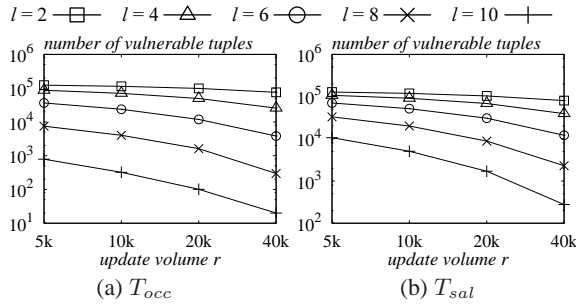 l = 2 l = 4 l = 6 l = 8 l = 10
number of vulnerable tuples
10^6
10^5
10^4
10^3
10^2
10^1
5k 10k 20k 40k
update volume r
(a) T_occ
number of vulnerable tuples
10^6
10^5
10^4
10^3
10^2
5k 10k 20k 40k
update volume r
(b) T_sal